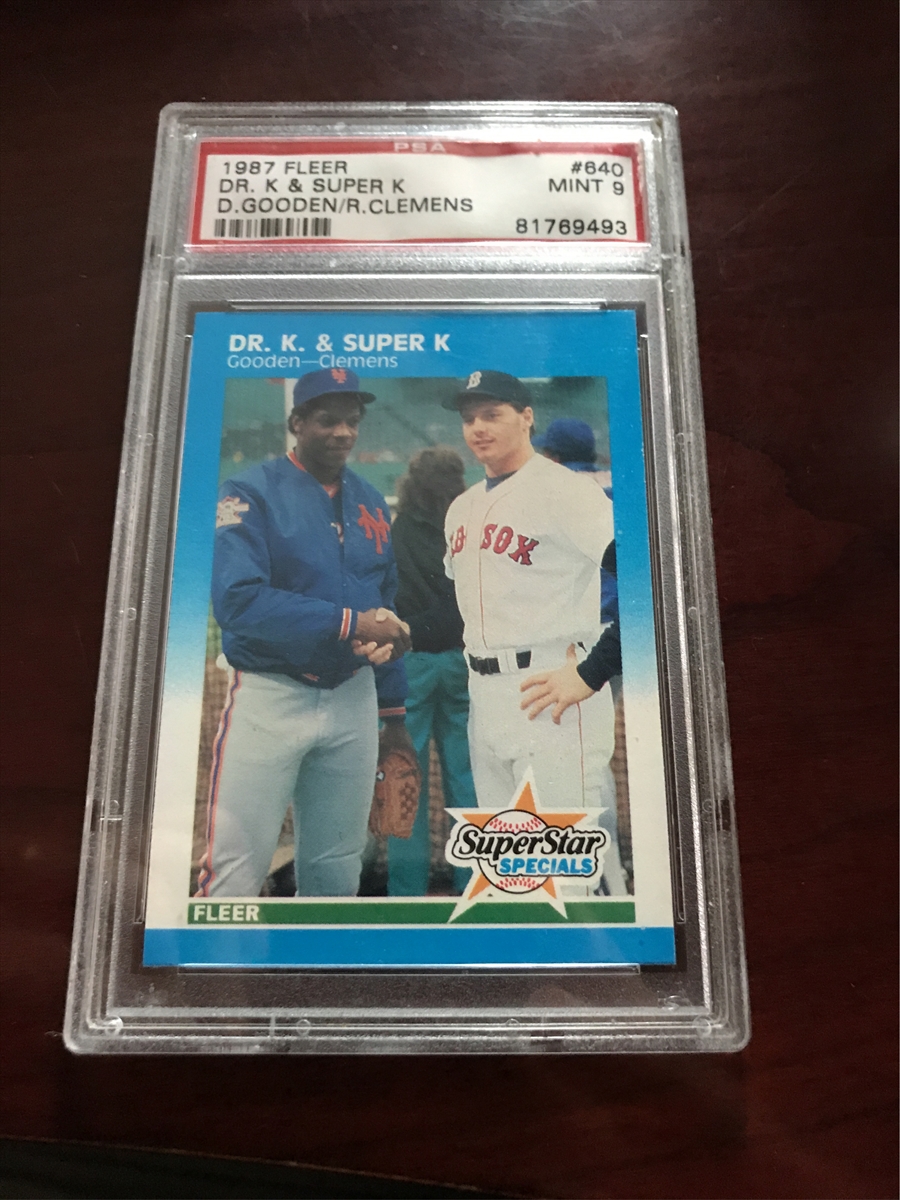 PSA
1987 FLEER #640
DR. K & SUPER K MINT 9
D.GOODEN/R.CLEMENS
81769493
DR. K. & SUPER K
Gooden—Clemens
NY
B
NY
D SOX
SuperStar
SPECIALS
FLEER